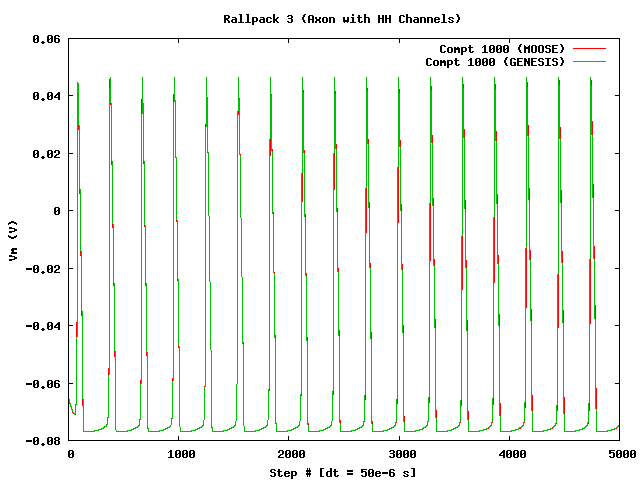 Rallpack 3 (Axon with HH Channels)
0.06
Compt 1000 (MOOSE)
Compt 1000 (GENESIS)
0.04
0.02
0
Vm (V)
-0.02
-0.04
-0.06
-0.08
0 1000 2000 3000 4000 5000
Step # [dt = 50e-6 s]